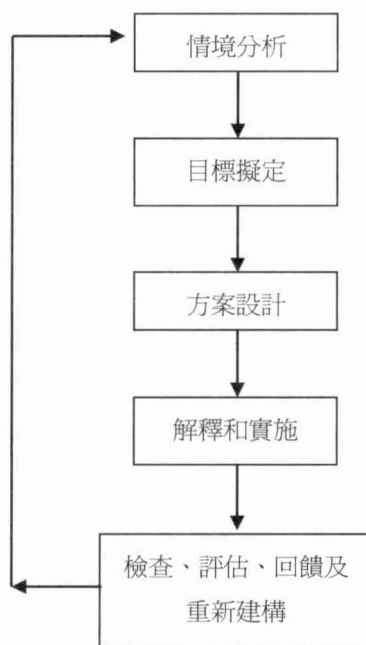 情境分析
目標擬定
方案設計
解釋和實施
檢查、評估、回饋及
重新建構